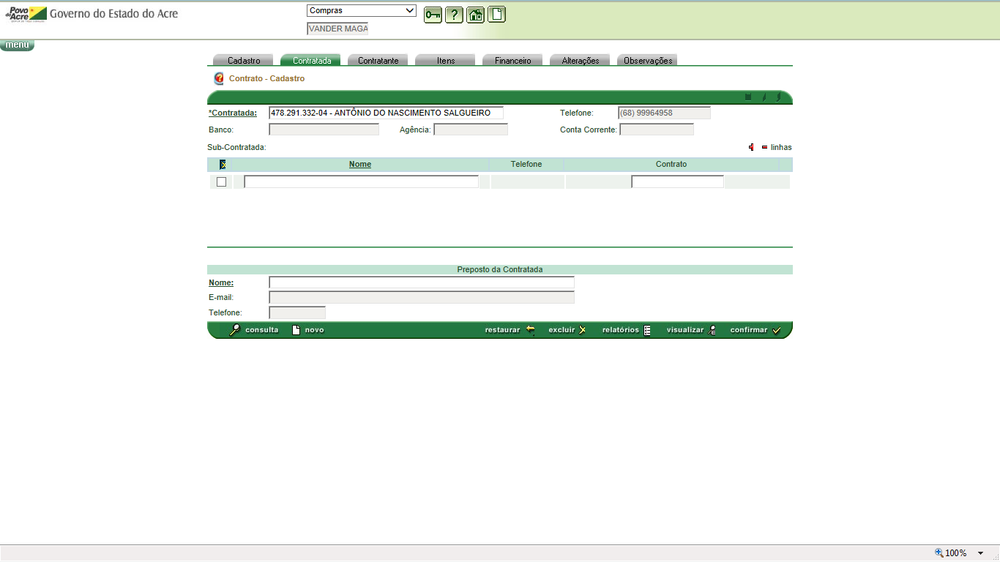 Povo do Acre Governo do Estado do Acre
Compras
VANDER MAGA
menu
Cadastro Contratada Contratante Itens Financeiro Alterações Observações
Contrato - Cadastro
*Contratada: 478.291.332-04 - ANTÔNIO DO NASCIMENTO SALGUEIRO Telefone: (68) 99964958
Banco: Agência: Conta Corrente:
Sub-Contratada: linhas
Nome Telefone Contrato
Preposto da Contratada
Nome:
E-mail:
Telefone:
consulta novo restaurar excluir relatórios visualizar confirmar
100%